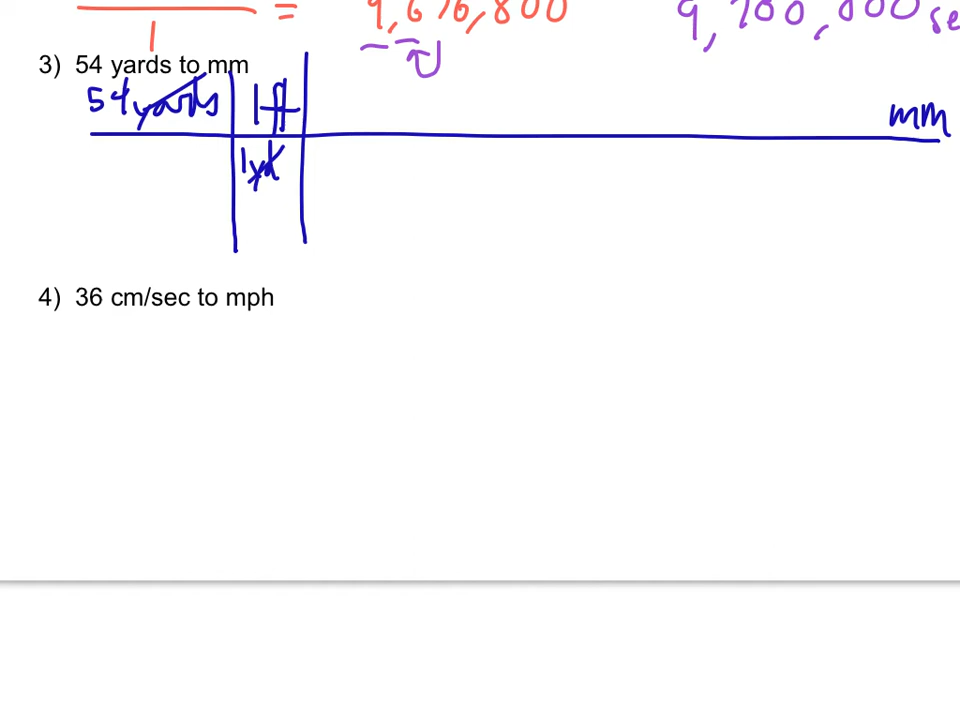 1 = 9,676,800 9,700,000 se
3) 54 yards to mm
54 yards 1 ft mm
1 yd
4) 36 cm/sec to mph